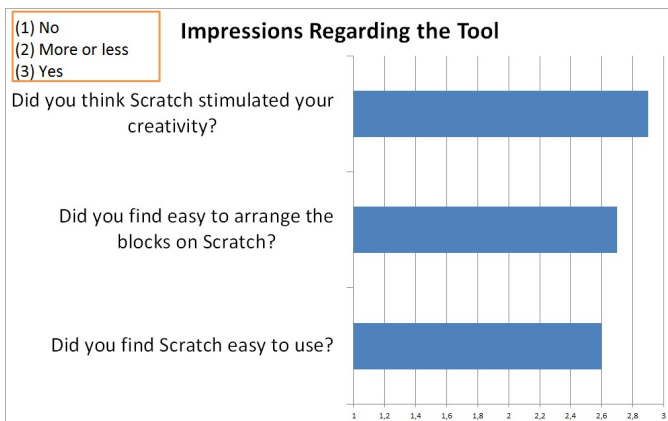 (1) No
(2) More or less
(3) Yes
Impressions Regarding the Tool
Did you think Scratch stimulated your
creativity?
Did you find easy to arrange the
blocks on Scratch?
Did you find Scratch easy to use?
1 1,2 1,4 1,6 1,8 2 2,2 2,4 2,6 2,8 3